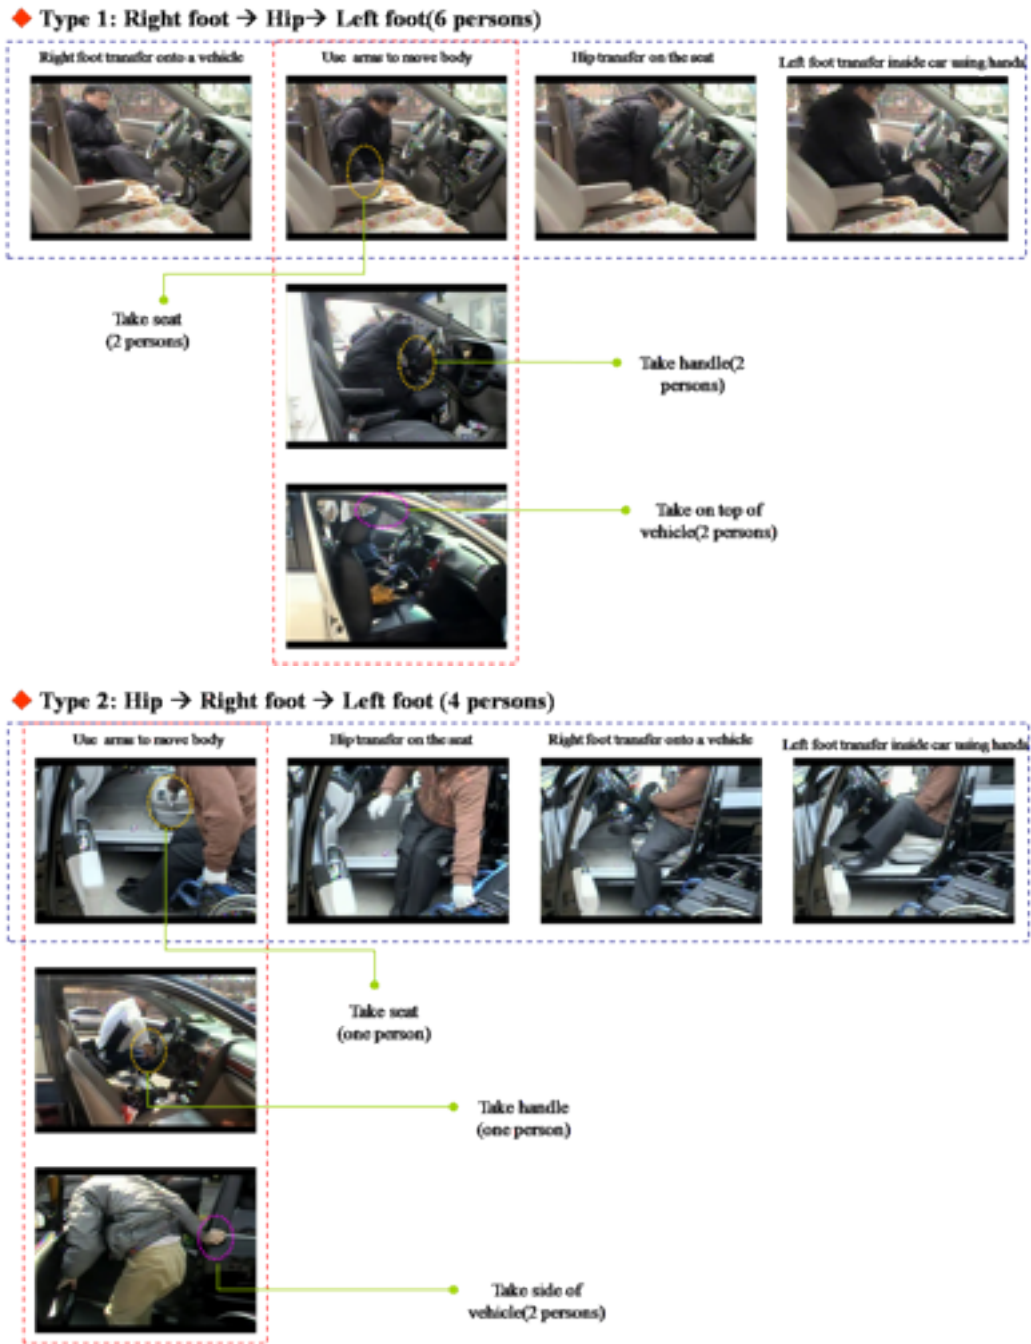 Type 1: Right foot → Hip→ Left foot(6 persons)
Right foot transfer onto a vehicle
Use arms to move body
Hip transfer on the seat
Left foot transfer inside car using hands
Take seat
(2 persons)
Take handle(2
persons)
Take on top of
vehicle(2 persons)
Type 2: Hip → Right foot → Left foot (4 persons)
Use arms to move body
Hip transfer on the seat
Right foot transfer onto a vehicle
Left foot transfer inside car using hands
Take seat
(one person)
Take handle
(one person)
Take side of
vehicle(2 persons)